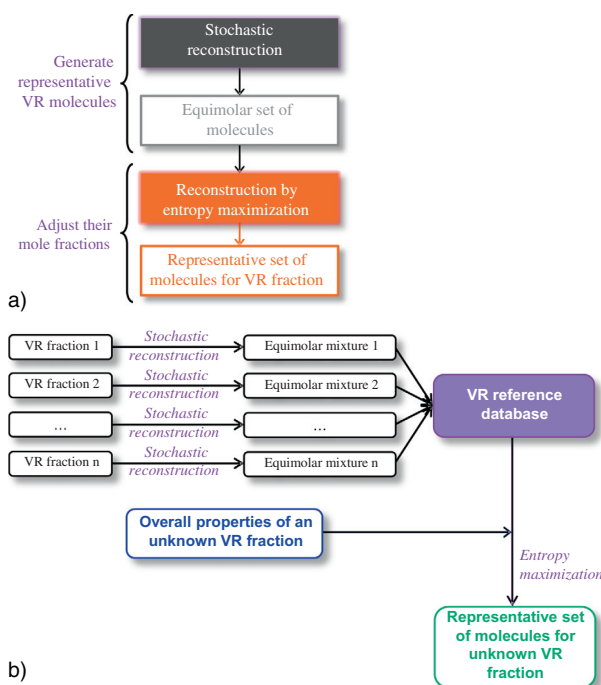 Generate
representative
VR molecules
Stochastic
reconstruction
Equimolar set of
molecules
Adjust their
mole fractions
Reconstruction by
entropy maximization
Representative set of
molecules for VR fraction
a)
VR fraction 1
Stochastic
reconstruction
Equimolar mixture 1
VR fraction 2
Stochastic
reconstruction
Equimolar mixture 2
...
Stochastic
reconstruction
...
VR fraction n
Stochastic
reconstruction
Equimolar mixture n
VR reference
database
Overall properties of an
unknown VR fraction
Entropy
maximization
Representative set
of molecules for
unknown VR
fraction
b)